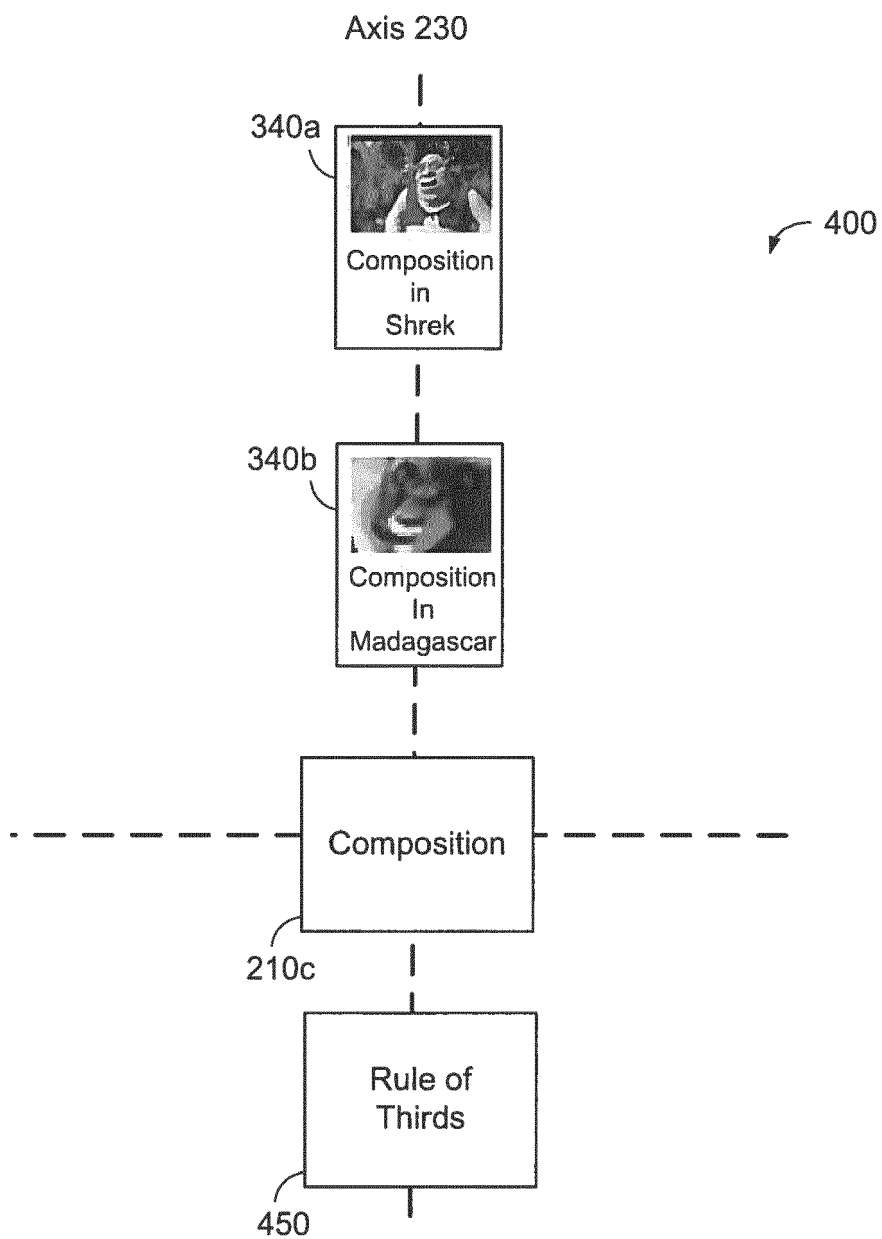 Axis 230
340a
400
Composition
in
Shrek
340b
Composition
In
Madagascar
Composition
210c
Rule of
Thirds
450